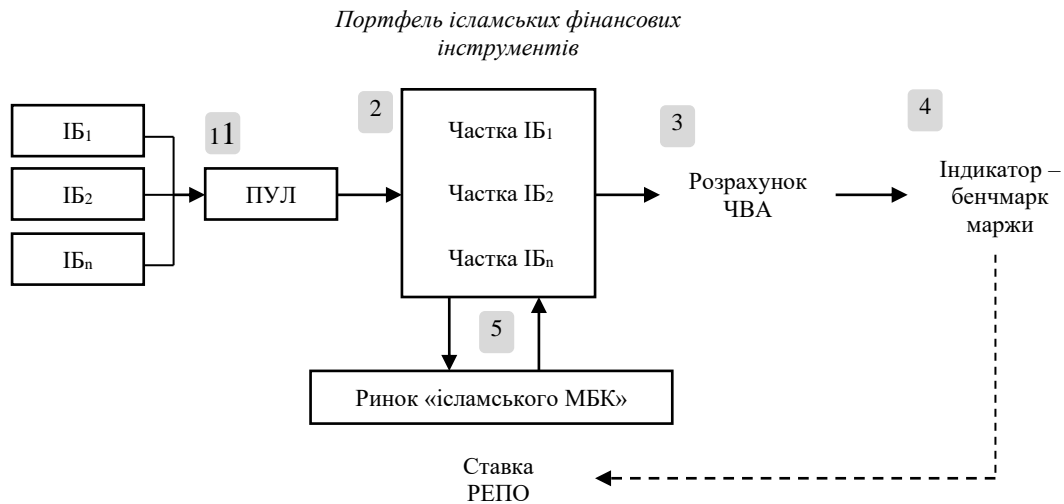 Портфель ісламських фінансових
інструментів
ІБ1
ІБ2
ІБn
11
ПУЛ
2
Частка ІБ1
Частка ІБ2
Частка ІБn
3
Розрахунок
ЧВА
4
Індикатор –
бенчмарк
маржи
5
Ринок «ісламського МБК»
Ставка
РЕПО